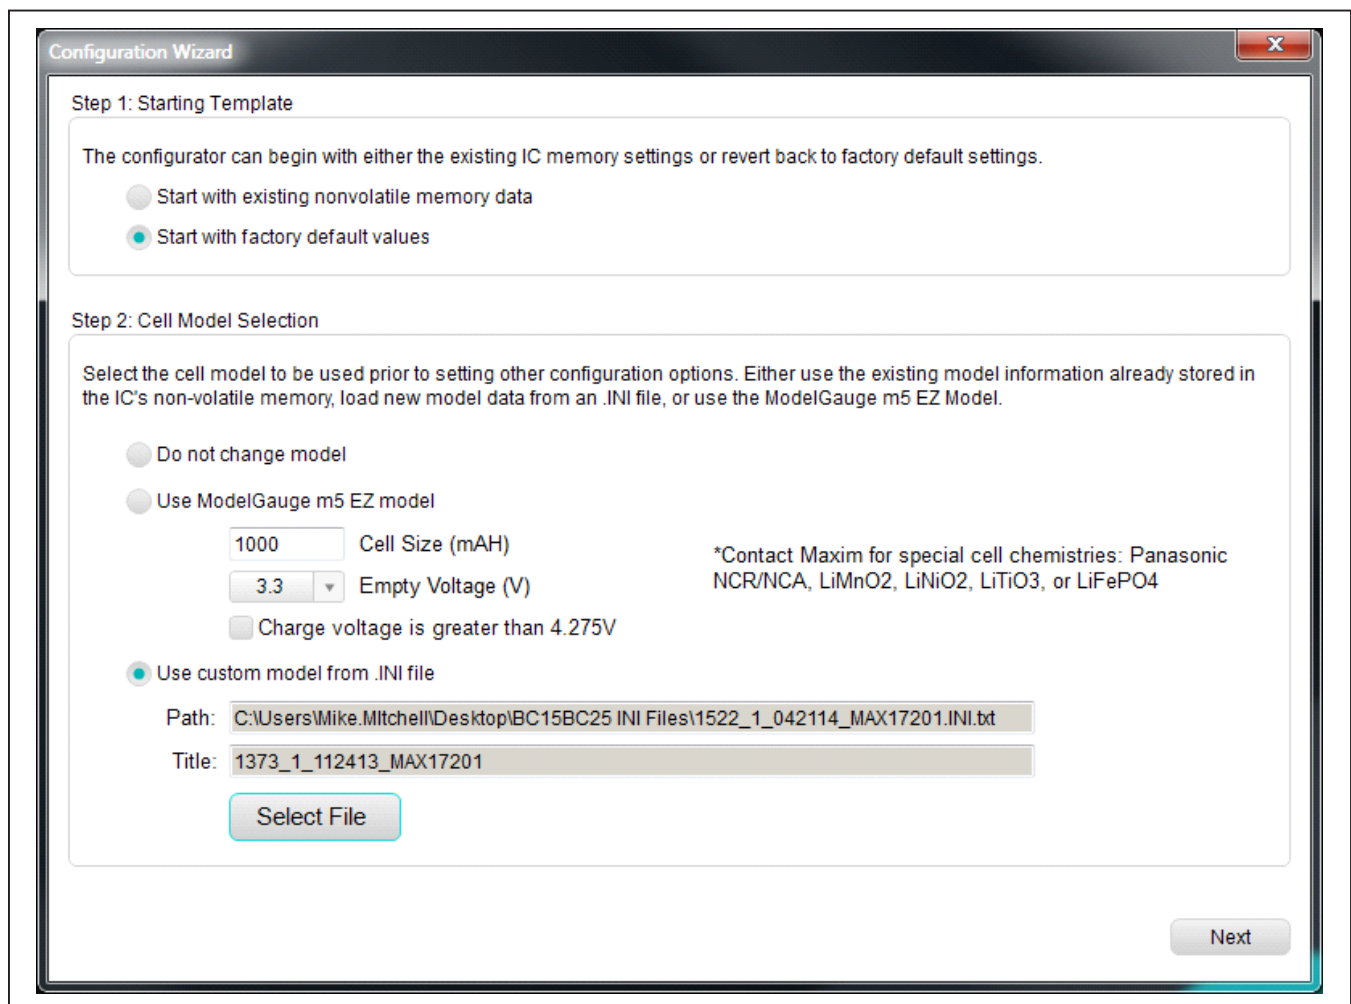 Configuration Wizard
Step 1: Starting Template
The configurator can begin with either the existing IC memory settings or revert back to factory default settings.
Start with existing nonvolatile memory data
Start with factory default values
Step 2: Cell Model Selection
Select the cell model to be used prior to setting other configuration options. Either use the existing model information already stored in
the IC's non-volatile memory, load new model data from an .INI file, or use the ModelGauge m5 EZ Model.
Do not change model
Use ModelGauge m5 EZ model
1000 Cell Size (mAH)
3.3 Empty Voltage (V)
*Contact Maxim for special cell chemistries: Panasonic
NCR/NCA, LiMnO2, LiNiO2, LiTiO3, or LiFePO4
Charge voltage is greater than 4.275V
Use custom model from .INI file
Path: C:\Users\Mike.MItchell\Desktop\BC15BC25 INI Files\1522_1_042114_MAX17201.INI.txt
Title: 1373_1_112413_MAX17201
Select File
Next